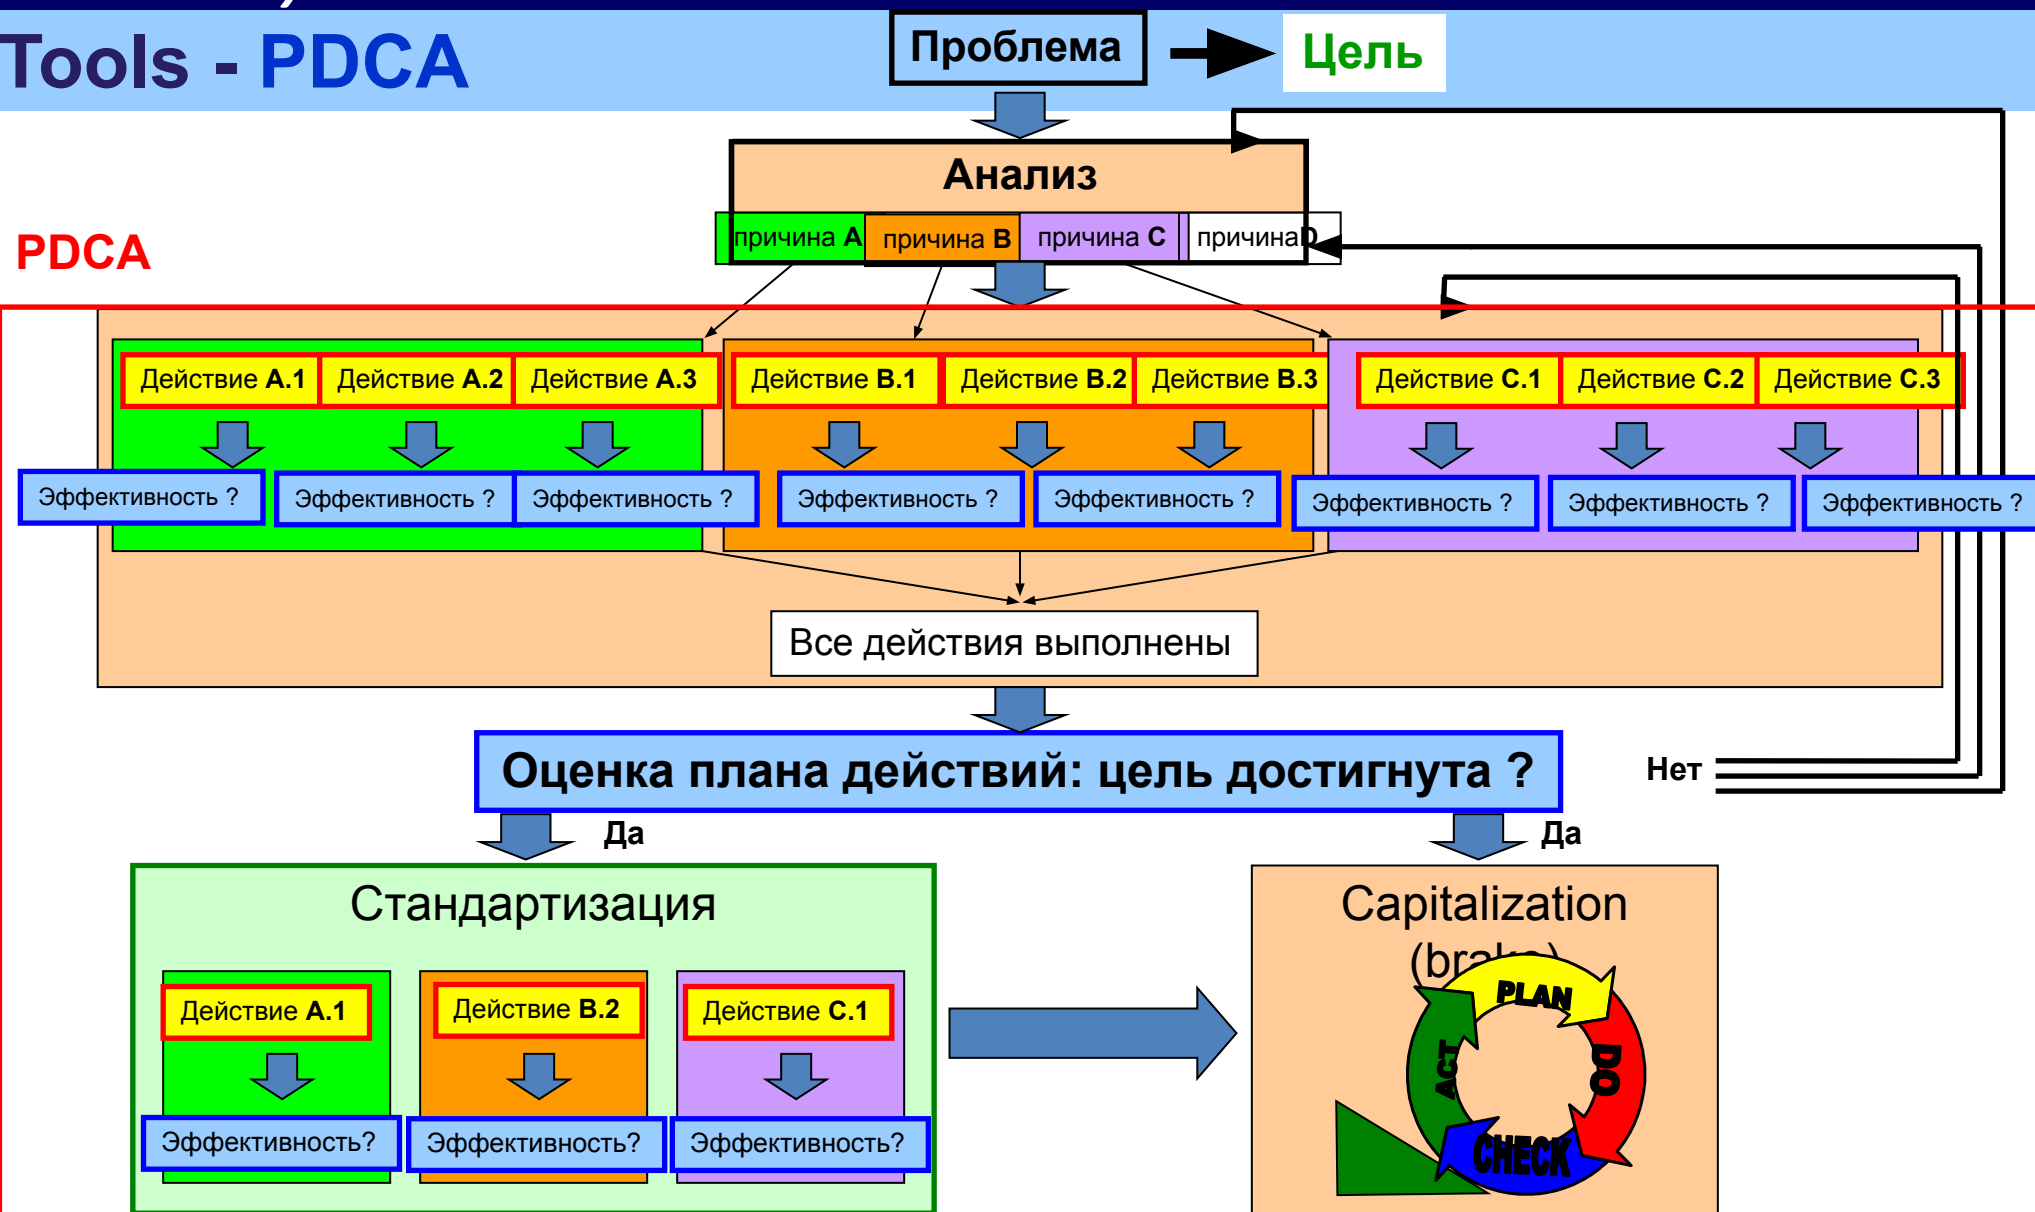 Tools - PDCA
Проблема
Цель
Анализ
причина A
причина B
причина C
причина D
PDCA
Действие A.1
Действие A.2
Действие A.3
Действие B.1
Действие B.2
Действие B.3
Действие C.1
Действие C.2
Действие C.3
Эффективность ?
Эффективность ?
Эффективность ?
Эффективность ?
Эффективность ?
Эффективность ?
Эффективность ?
Эффективность ?
Все действия выполнены
Оценка плана действий: цель достигнута ?
Нет
Да
Да
Стандартизация
Действие A.1
Действие B.2
Действие C.1
Эффективность?
Эффективность?
Эффективность?
Capitalization
(brake)
PLAN
DO
CHECK
ACT